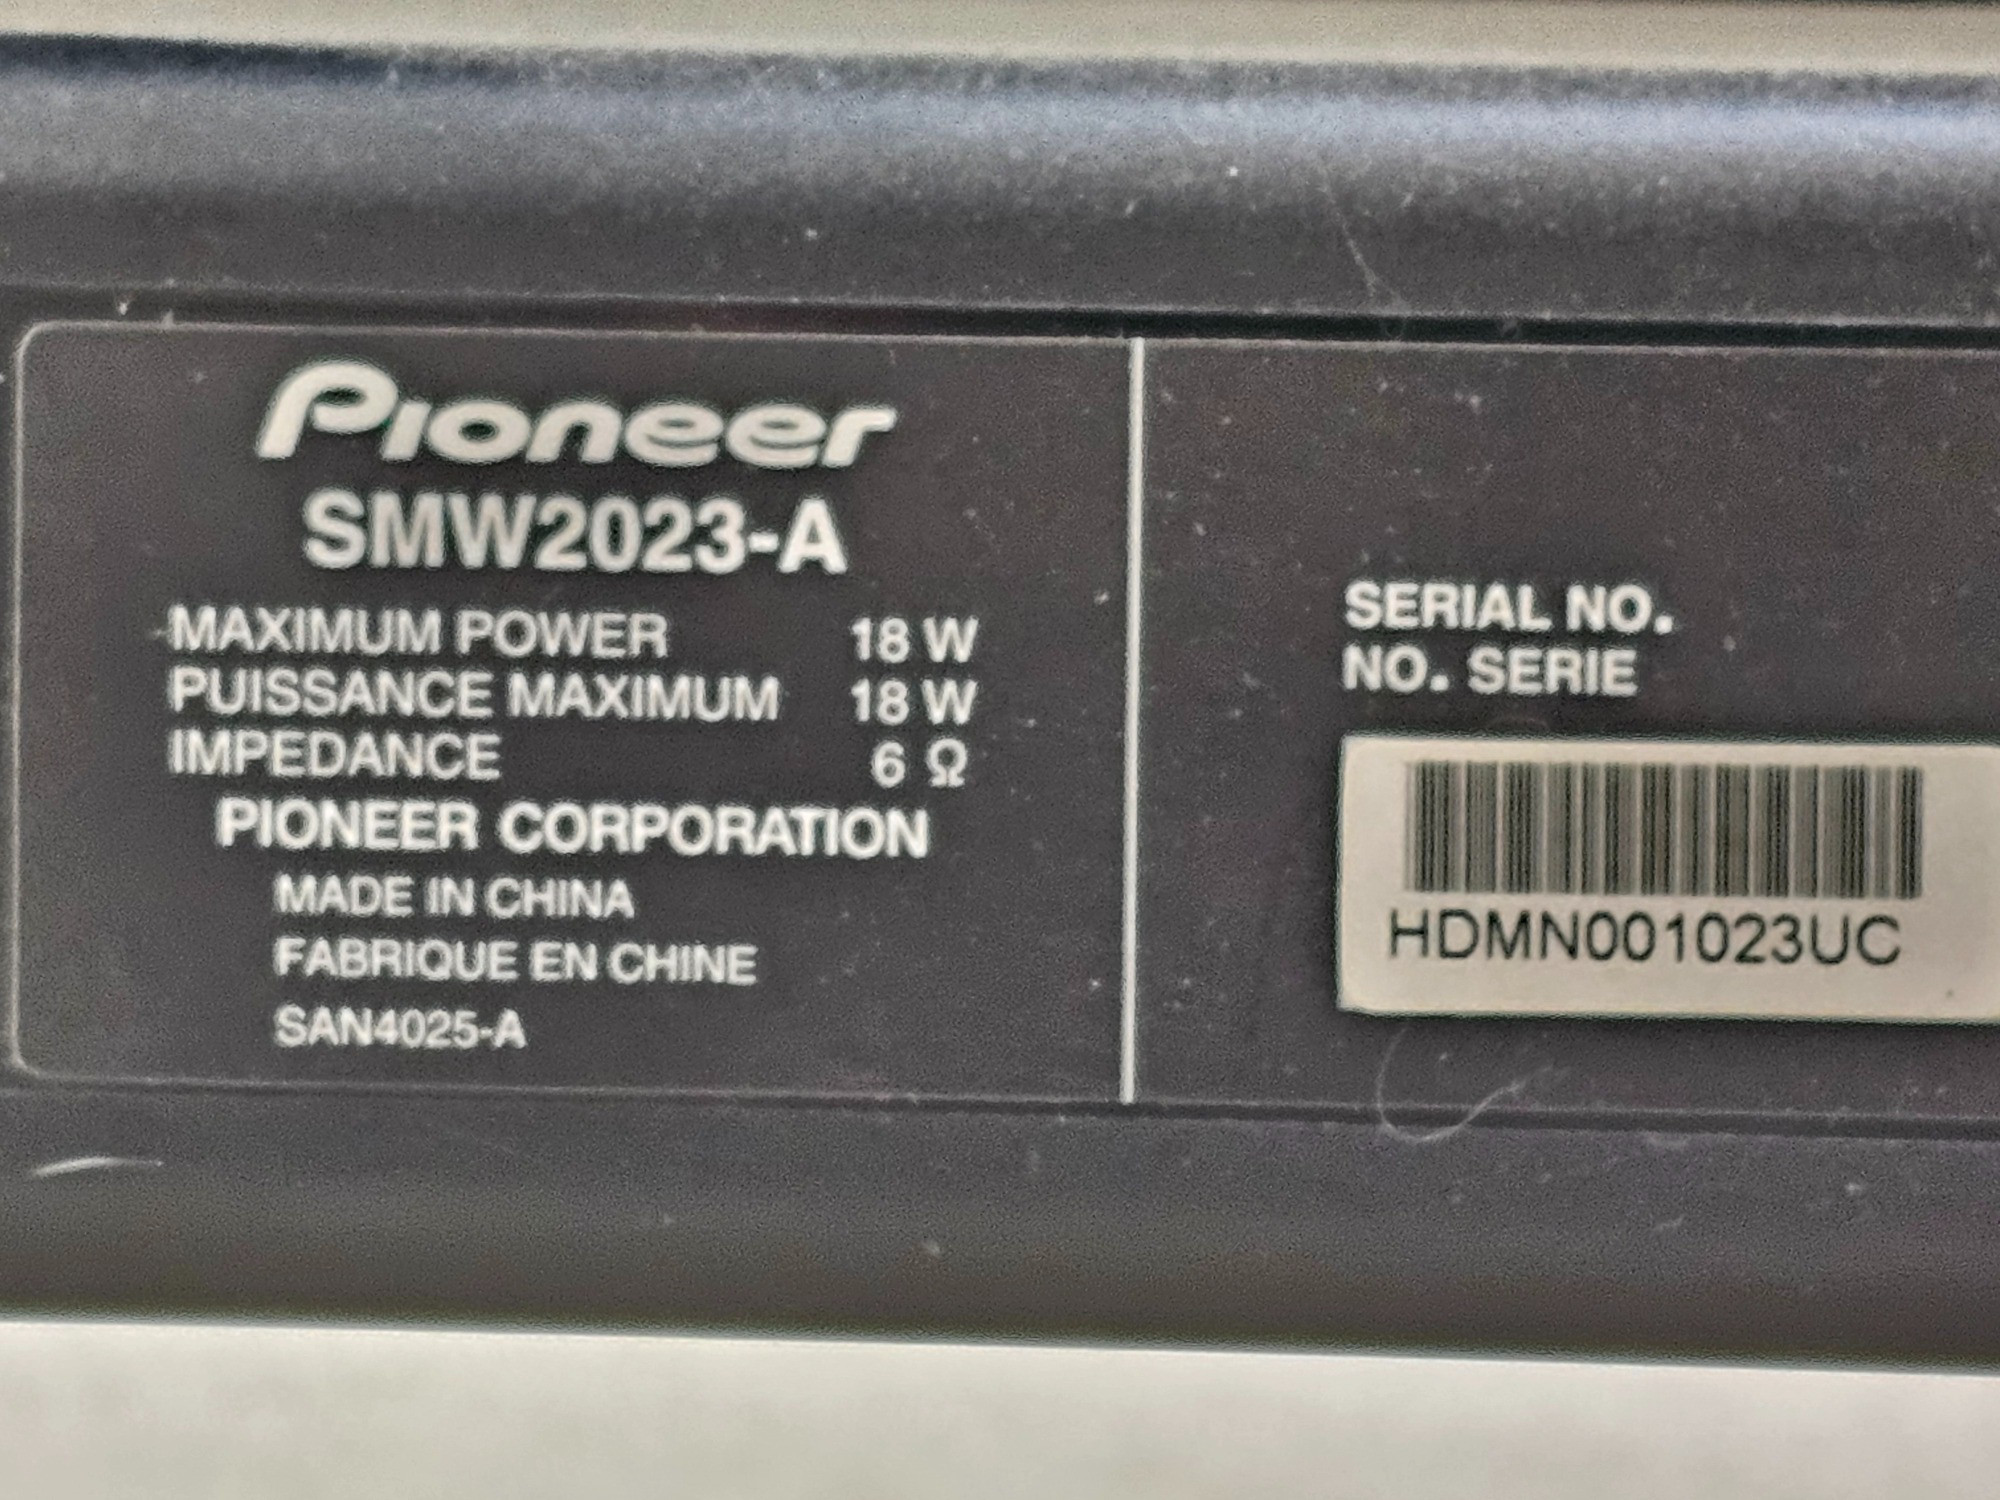 Pioneer
SMW2023-A
MAXIMUM POWER 18 W
PUISSANCE MAXIMUM 18 W
IMPEDANCE 6 Ω
PIONEER CORPORATION
MADE IN CHINA
FABRIQUE EN CHINE
SAN4025-A
SERIAL NO.
NO. SERIE
HDMN001023UC